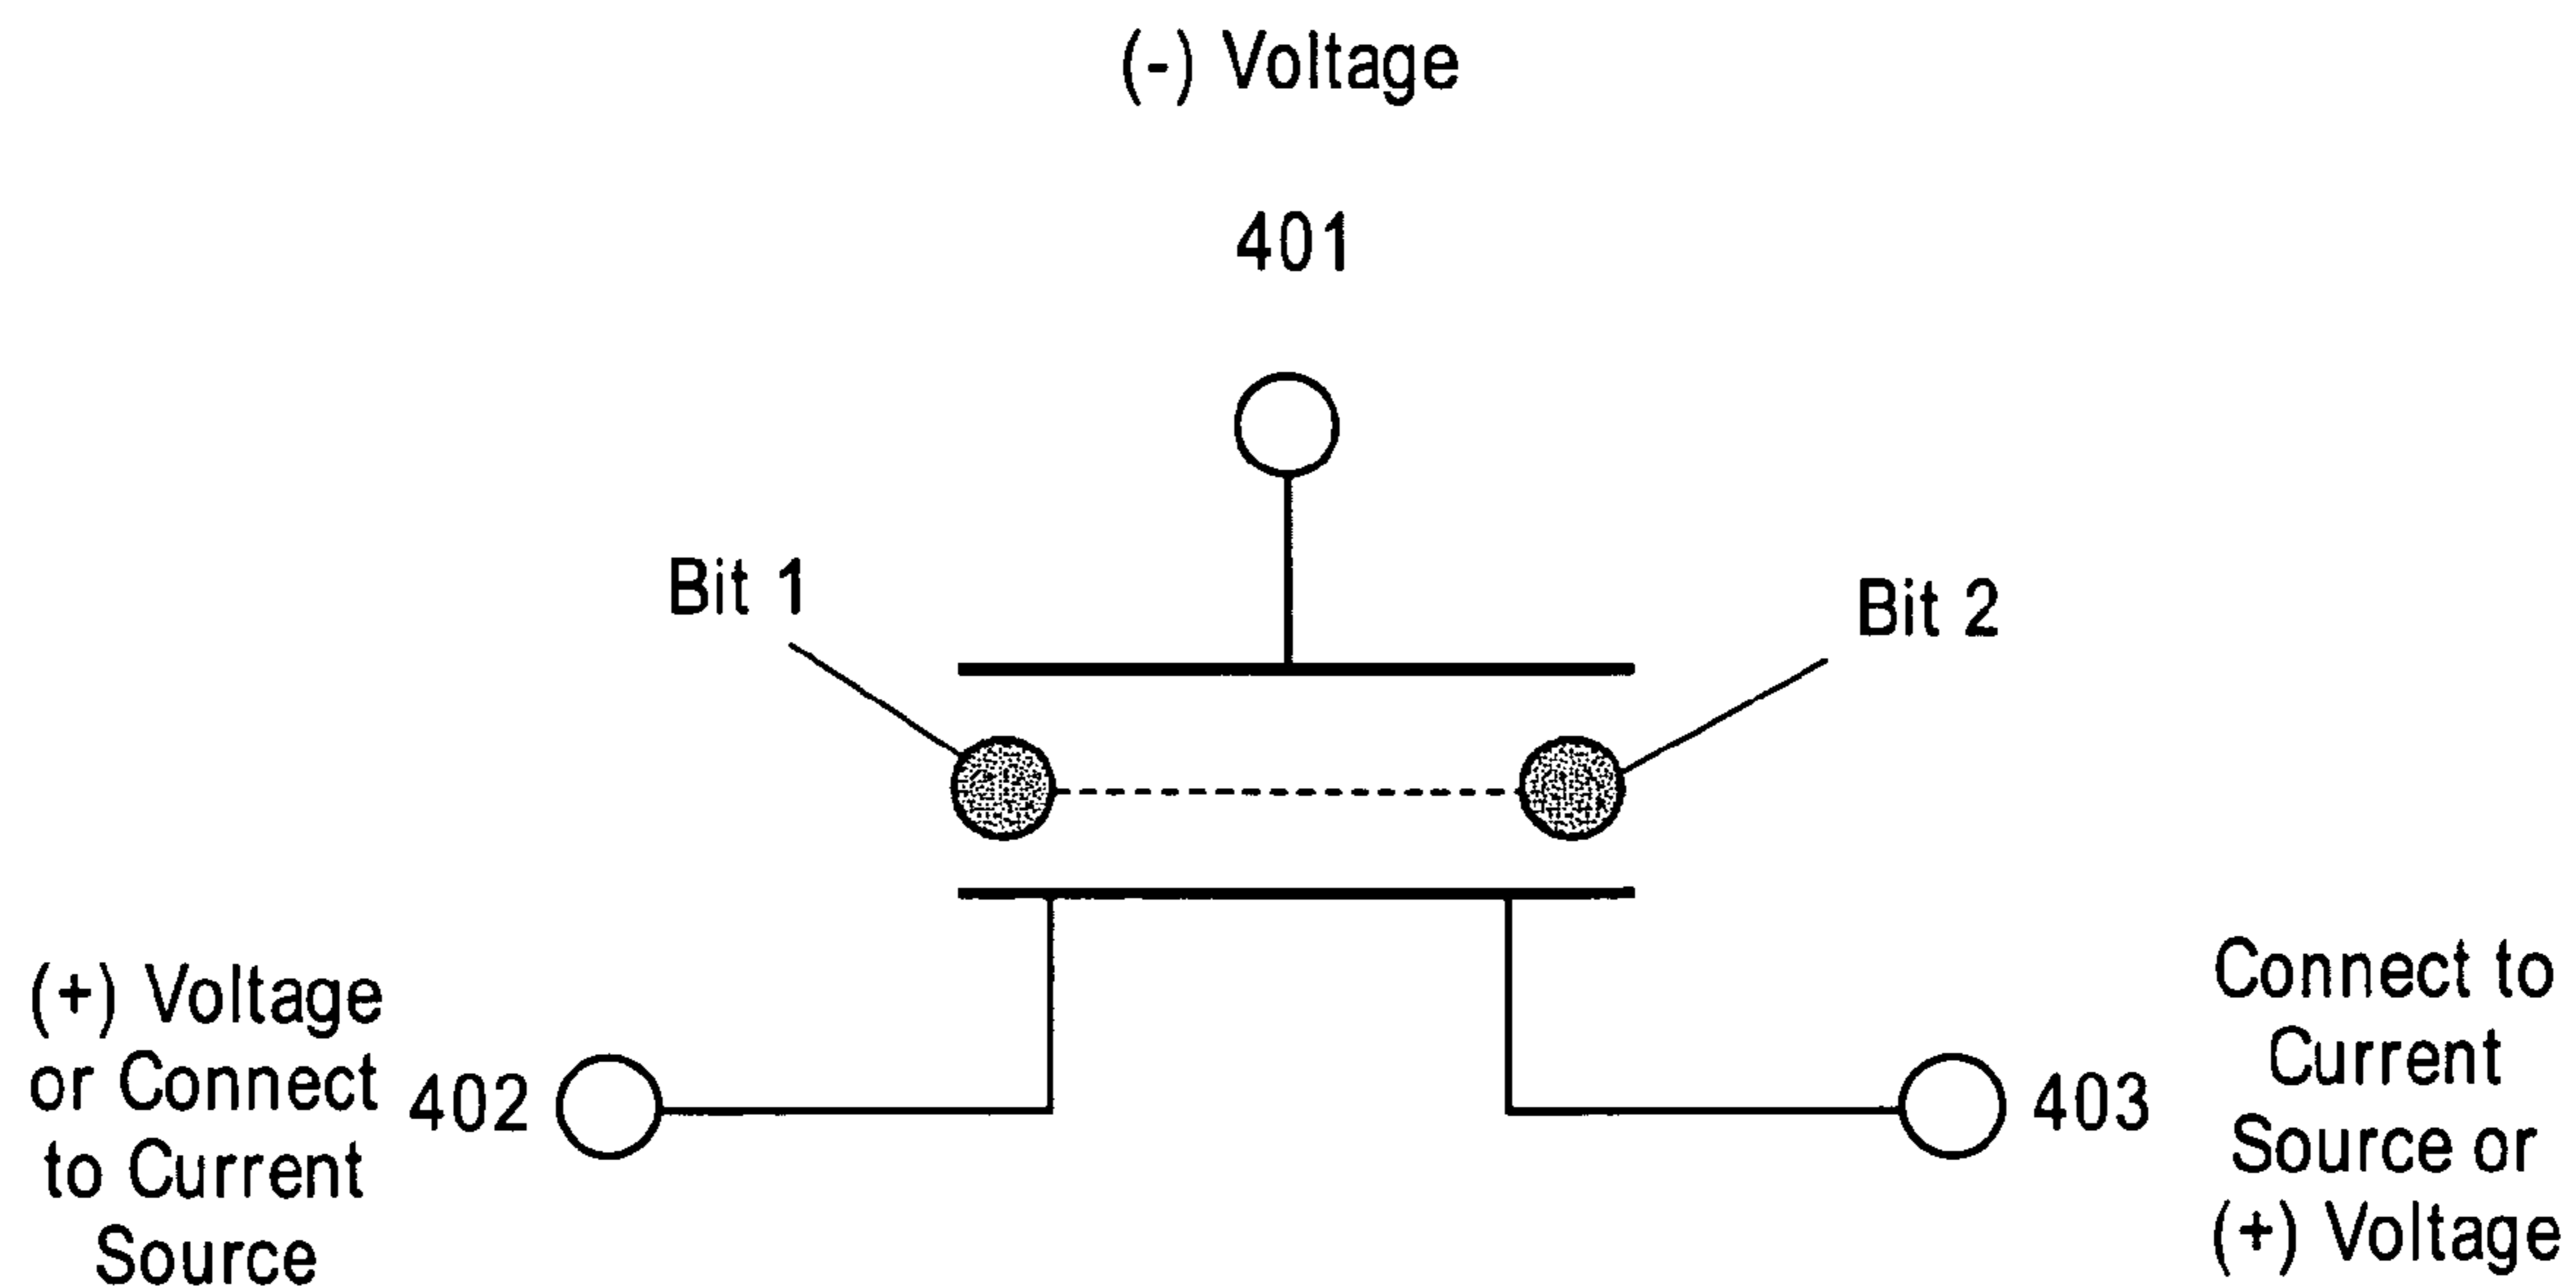 (-) Voltage
401
Bit 1
Bit 2
(+) Voltage
or Connect
to Current
Source
402
403
Connect to
Current
Source or
(+) Voltage